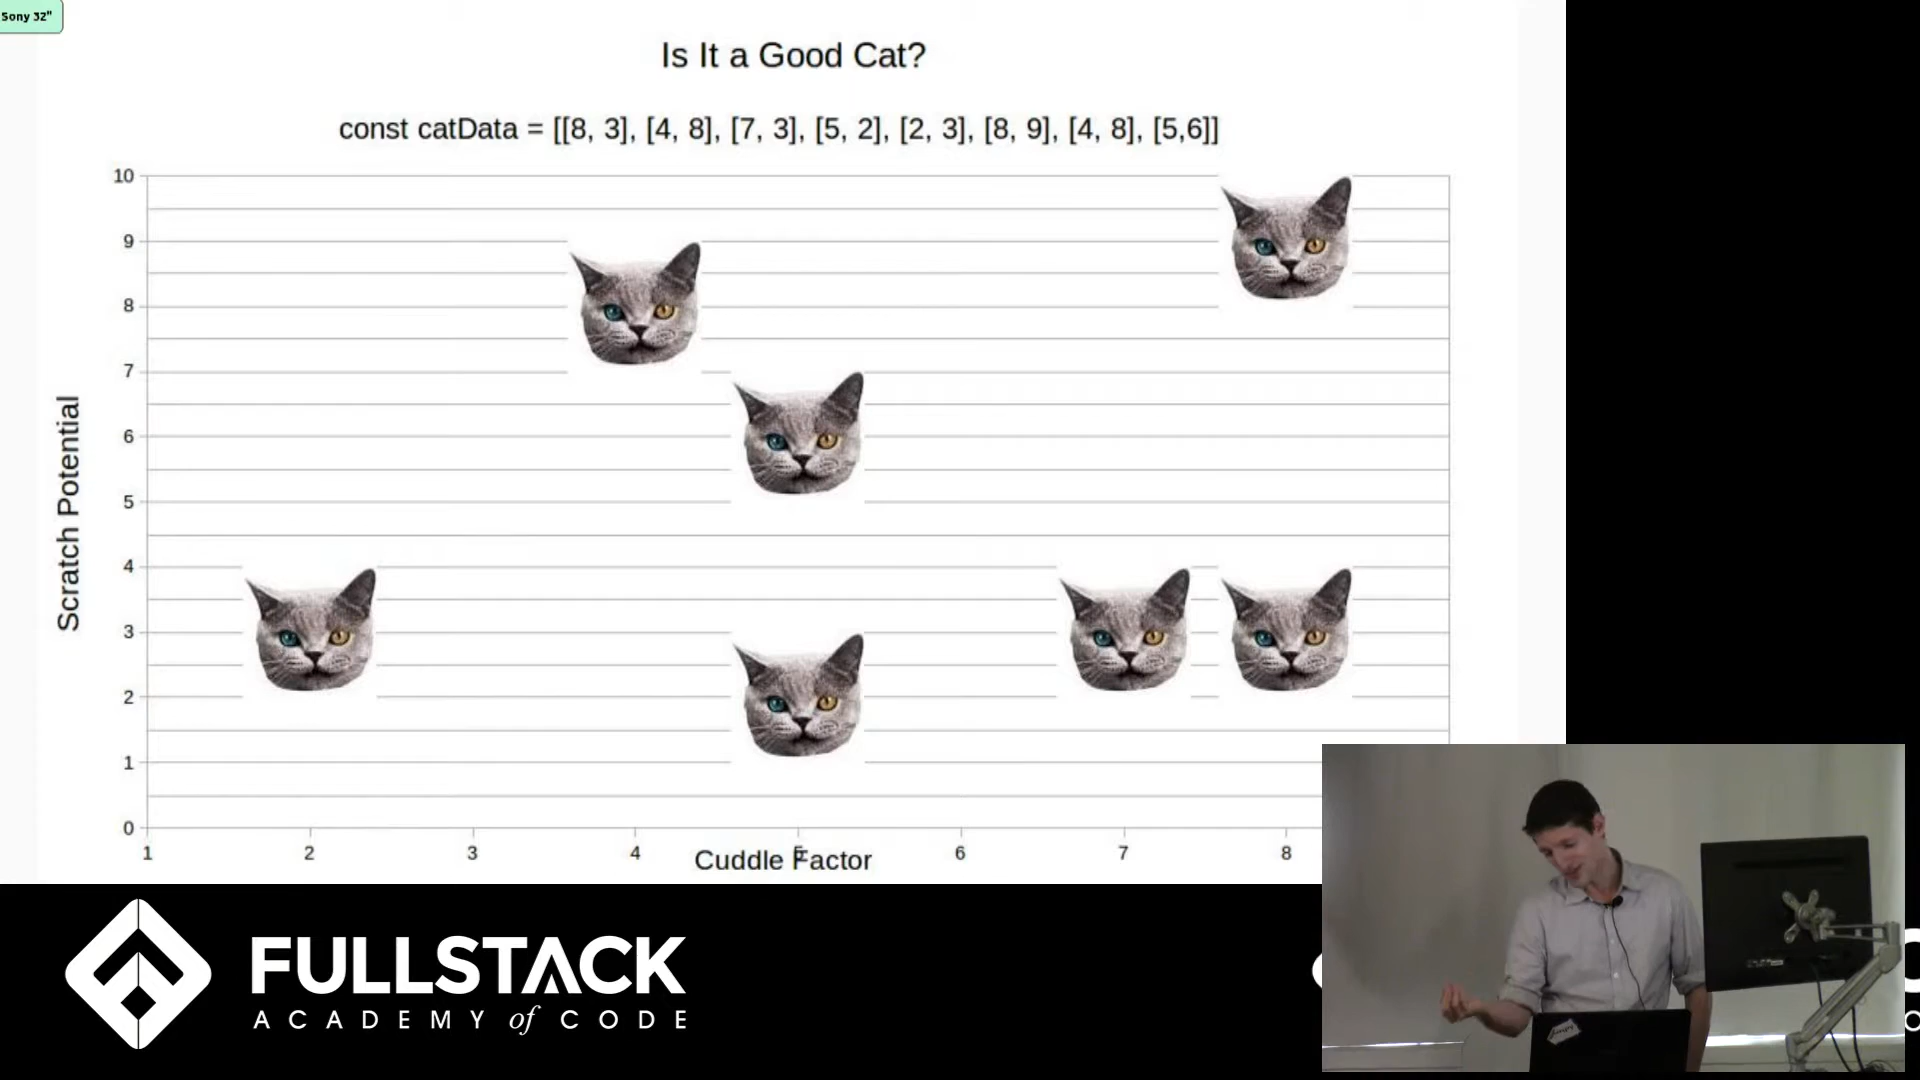 Sony 32"
Is It a Good Cat?
const catData = [[8, 3], [4, 8], [7, 3], [5, 2], [2, 3], [8, 9], [4, 8], [5,6]]
10
9
8
7
6
5
4
3
2
1
0
Scratch Potential
1 2 3 4 5 6 7 8
Cuddle Factor
FULLSTACK
ACADEMY of CODE